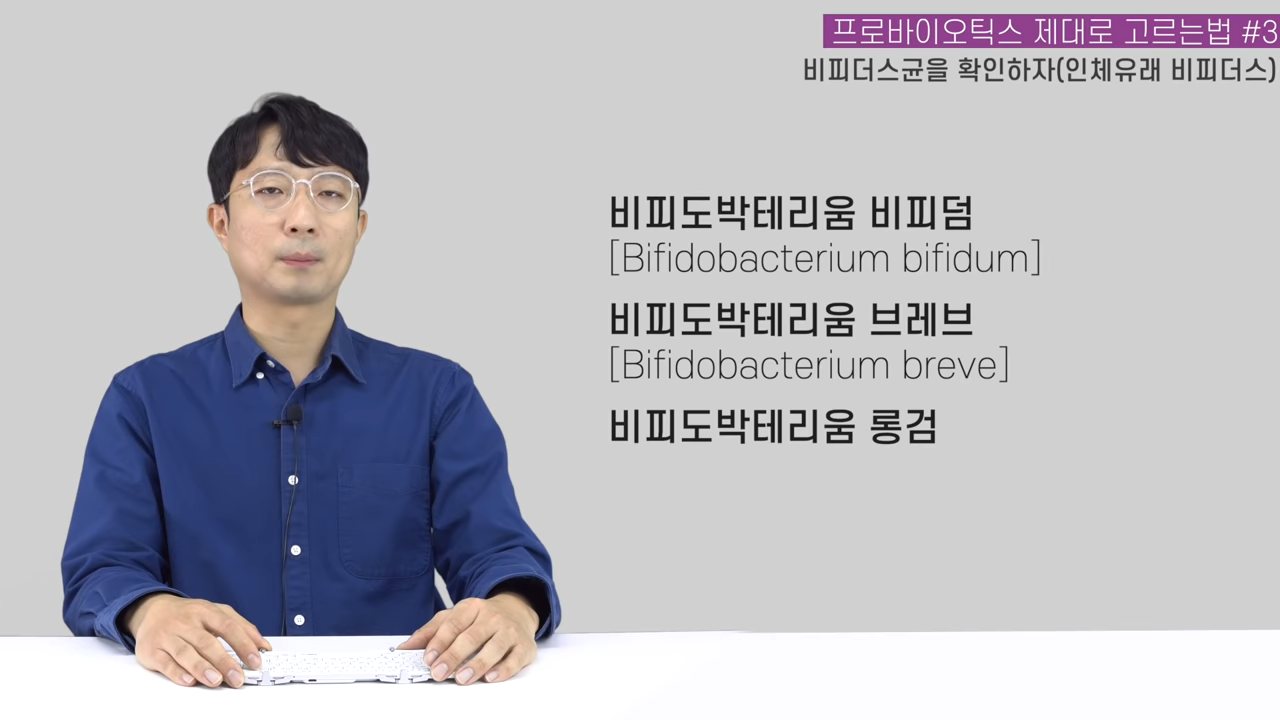 프로바이오틱스 제대로 고르는법 #3
비피더스균을 확인하자(인체유래 비피더스)
비피도박테리움 비피덤
[Bifidobacterium bifidum]
비피도박테리움 브레브
[Bifidobacterium breve]
비피도박테리움 롱검